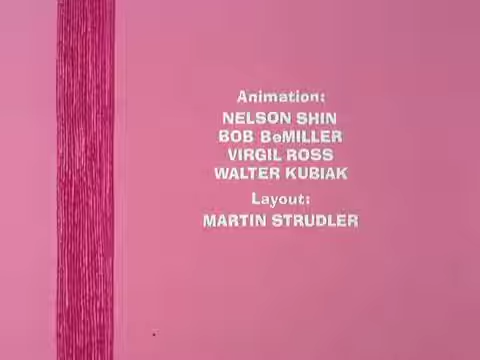 Animation:
NELSON SHIN
BOB BeMILLER
VIRGIL ROSS
WALTER KUBIAK
Layout:
MARTIN STRUDLER